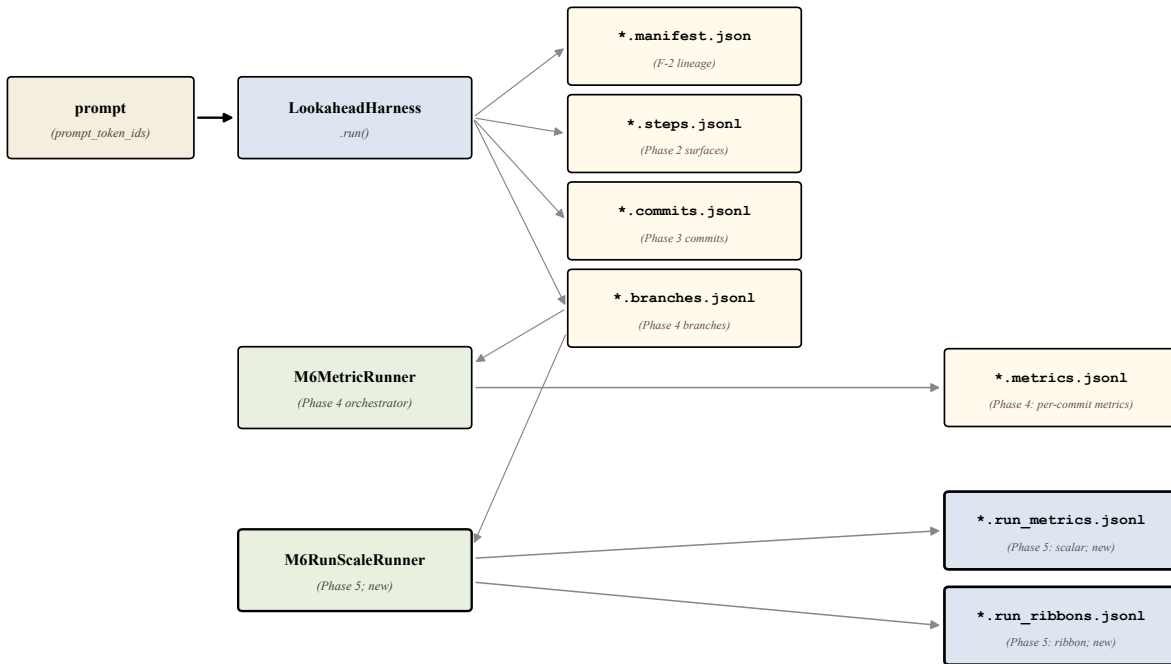 prompt
(prompt_token_ids)
LookaheadHarness
.run()
*.manifest.json
(F-2 lineage)
*.steps.jsonl
(Phase 2 surfaces)
*.commits.jsonl
(Phase 3 commits)
*.branches.jsonl
(Phase 4 branches)
M6MetricRunner
(Phase 4 orchestrator)
*.metrics.jsonl
(Phase 4: per-commit metrics)
M6RunScaleRunner
(Phase 5; new)
*.run_metrics.jsonl
(Phase 5: scalar; new)
*.run_ribbons.jsonl
(Phase 5: ribbon; new)